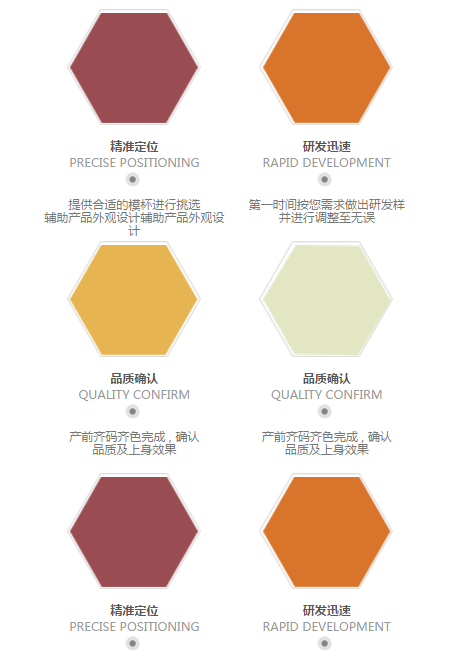 精准定位
PRECISE POSITIONING
提供合适的模杯进行挑选
辅助产品外观设计辅助产品外观设
计
研发迅速
RAPID DEVELOPMENT
第一时间按您需求做出研发样
并进行调整至无误
品质确认
QUALITY CONFIRM
产前齐码齐色完成，确认
品质及上身效果
品质确认
QUALITY CONFIRM
产前齐码齐色完成，确认
品质及上身效果
精准定位
PRECISE POSITIONING
研发迅速
RAPID DEVELOPMENT